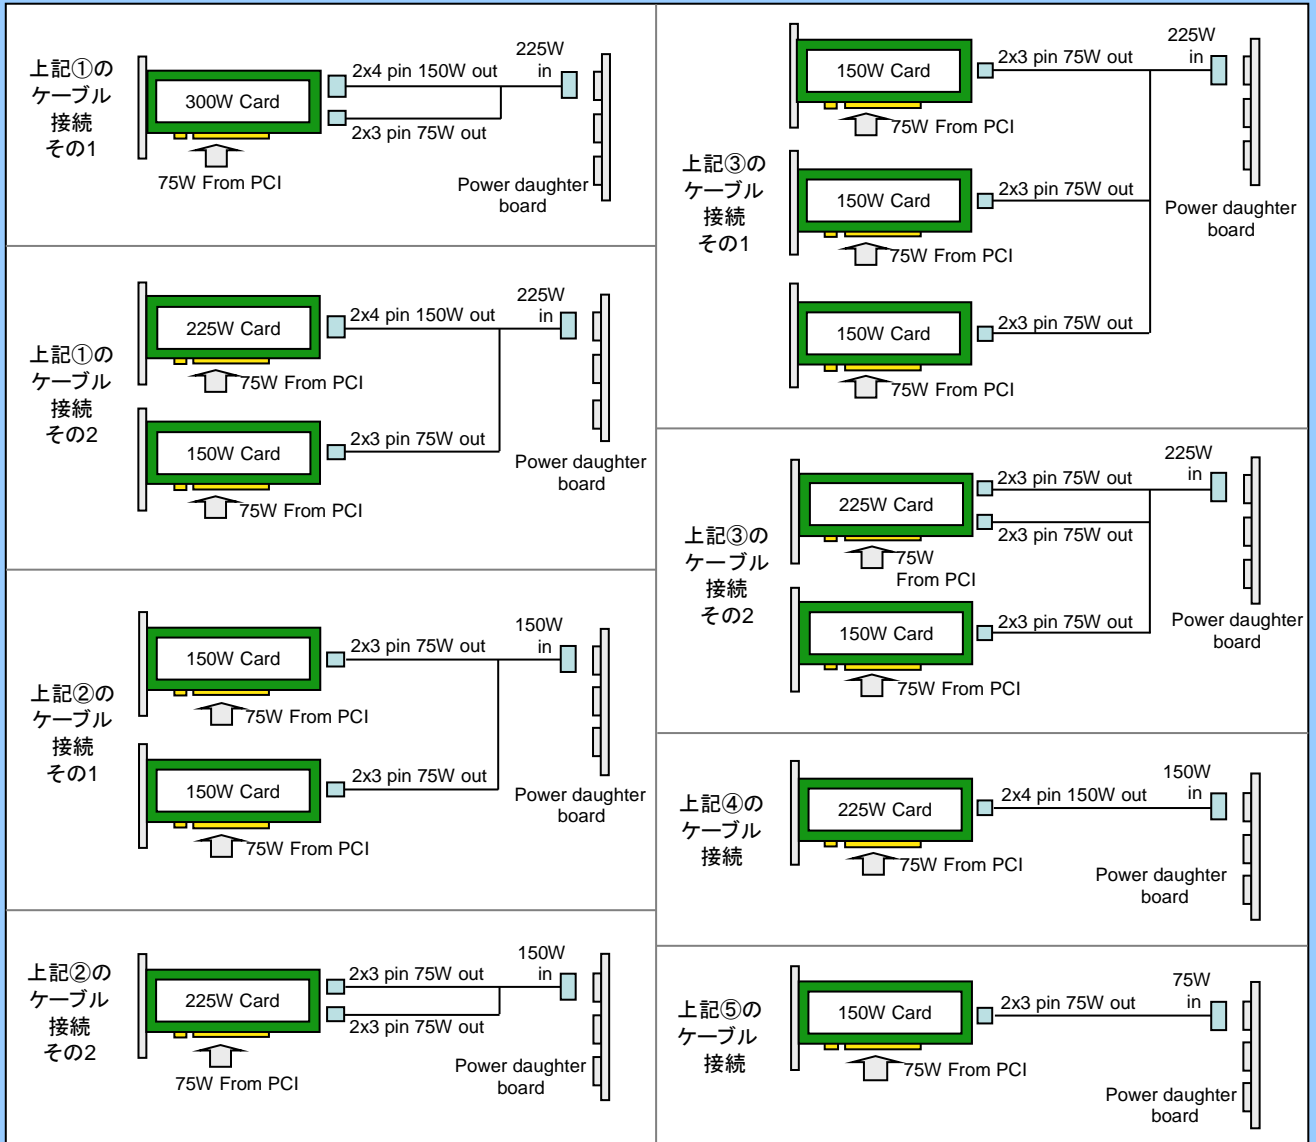 上記①の
ケーブル
接続
その1
300W Card
2x4 pin 150W out
2x3 pin 75W out
225W
in
75W From PCI
Power daughter
board
上記①の
ケーブル
接続
その2
225W Card
2x4 pin 150W out
225W
in
75W From PCI
150W Card
2x3 pin 75W out
75W From PCI
Power daughter
board
上記②の
ケーブル
接続
その1
150W Card
2x3 pin 75W out
150W
in
75W From PCI
150W Card
2x3 pin 75W out
75W From PCI
Power daughter
board
上記②の
ケーブル
接続
その2
225W Card
2x3 pin 75W out
2x3 pin 75W out
150W
in
75W From PCI
Power daughter
board
上記③の
ケーブル
接続
その1
150W Card
2x3 pin 75W out
225W
in
75W From PCI
150W Card
2x3 pin 75W out
75W From PCI
150W Card
2x3 pin 75W out
75W From PCI
Power daughter
board
上記③の
ケーブル
接続
その2
225W Card
2x3 pin 75W out
2x3 pin 75W out
225W
in
75W
From PCI
150W Card
2x3 pin 75W out
75W From PCI
Power daughter
board
上記④の
ケーブル
接続
225W Card
2x4 pin 150W out
150W
in
75W From PCI
Power daughter
board
上記⑤の
ケーブル
接続
150W Card
2x3 pin 75W out
75W
in
75W From PCI
Power daughter
board